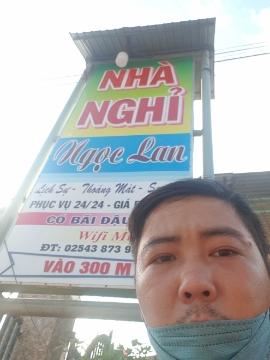 NHÀ
NGHỈ
Ngọc Lan
Lịch Sự - Thoáng Mát - S
PHỤC VỤ 24/24 - GIÁ
CÓ BÃI ĐẬU
Wifi M
ĐT: 02543 873 9
VÀO 300 M